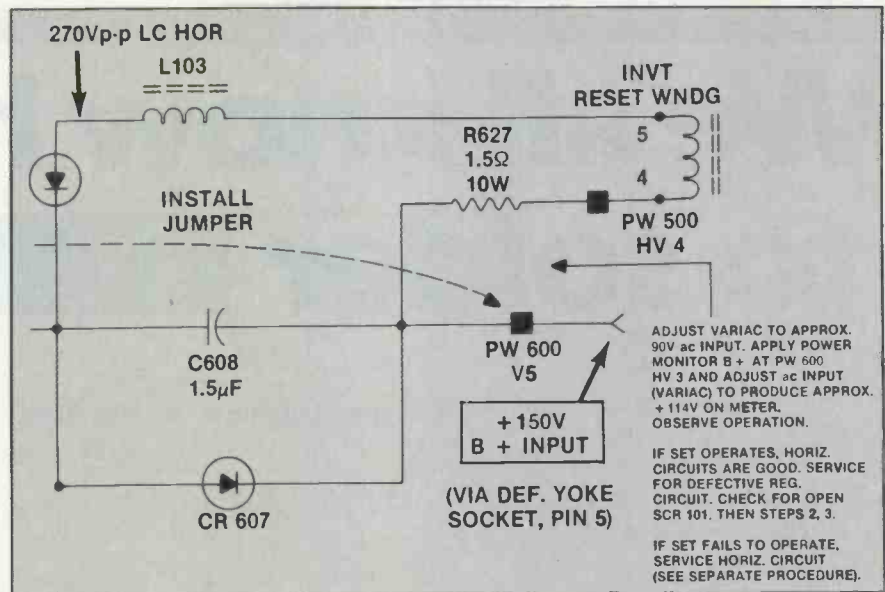 270Vp-p LC HOR
L103
INVT
RESET WNDG
5
4
R627
1.5Ω
10W
INSTALL
JUMPER
PW 500
HV 4
C608
1.5μF
PW 600
V5
+150V
B + INPUT
CR 607
(VIA DEF. YOKE
SOCKET, PIN 5)
ADJUST VARIAC TO APPROX.
90V ac INPUT. APPLY POWER
MONITOR B + AT PW 600
HV 3 AND ADJUST ac INPUT
(VARIAC) TO PRODUCE APPROX.
+ 114V ON METER.
OBSERVE OPERATION.
IF SET OPERATES, HORIZ.
CIRCUITS ARE GOOD. SERVICE
FOR DEFECTIVE REG.
CIRCUIT. CHECK FOR OPEN
SCR 101. THEN STEPS 2, 3.
IF SET FAILS TO OPERATE,
SERVICE HORIZ. CIRCUIT
(SEE SEPARATE PROCEDURE).